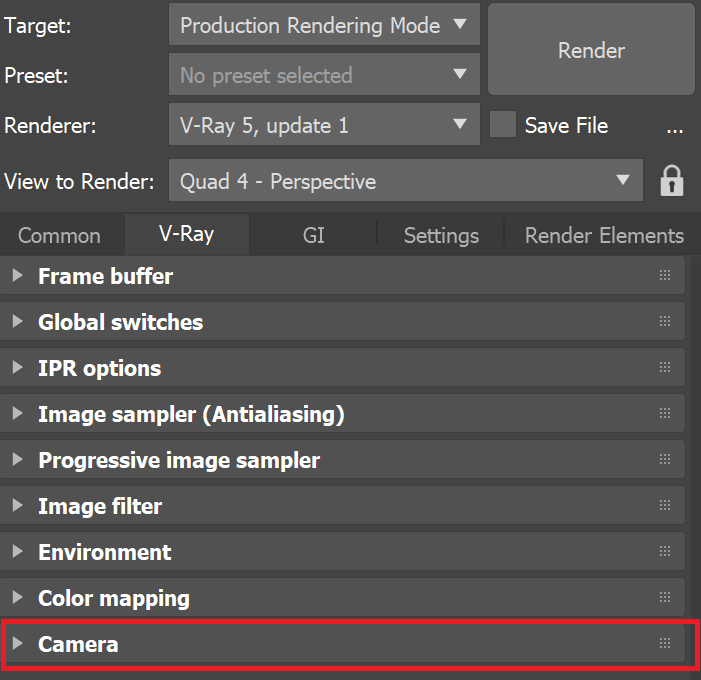 Target: Production Rendering Mode Render
Preset: No preset selected
Renderer: V-Ray 5, update 1 Save File ...
View to Render: Quad 4 - Perspective
Common V-Ray GI Settings Render Elements
Frame buffer
Global switches
IPR options
Image sampler (Antialiasing)
Progressive image sampler
Image filter
Environment
Color mapping
Camera